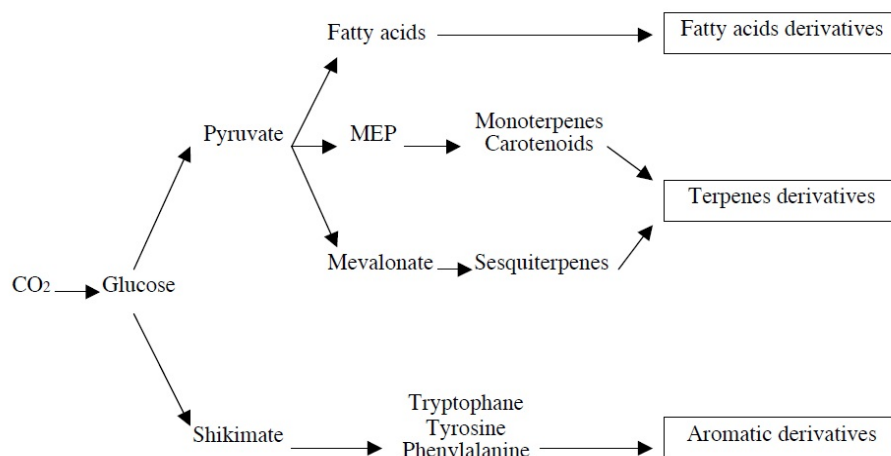 Fatty acids
Fatty acids derivatives
Pyruvate
MEP
Monoterpenes
Carotenoids
Terpenes derivatives
Mevalonate
Sesquiterpenes
CO₂
Glucose
Shikimate
Tryptophane
Tyrosine
Phenylalanine
Aromatic derivatives